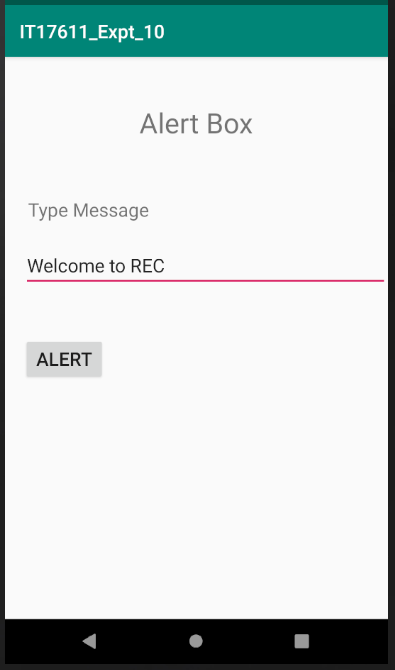 IT17611_Expt_10
Alert Box
Type Message
Welcome to REC
ALERT